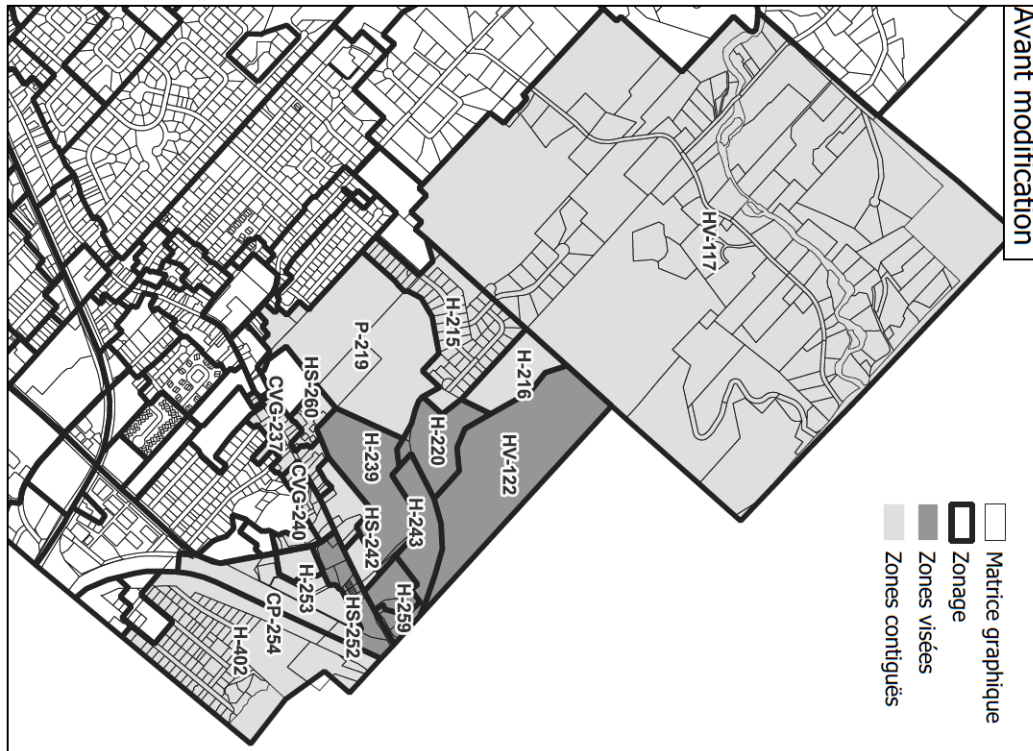 Avant modification
Matrice graphique
Zonage
Zones visées
Zones contiguës
HV-117
H-215
H-216
P-219
H-220
HV-122
HS-260
CVG-237
H-239
CVG-240
H-243
HS-242
H-259
H-253
HS-252
CP-254
H-402